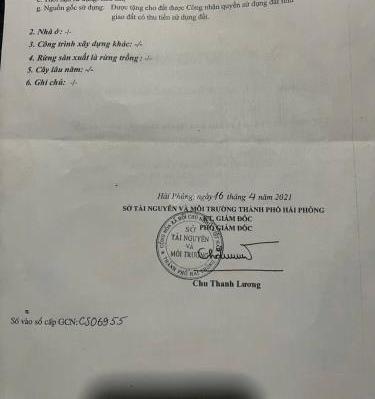 g. Nguồn gốc sử dụng: Được tặng cho đất được Công nhận quyền sử dụng đất như
giao đất có thu tiền sử dụng đất.
2. Nhà ở: -/-
3. Công trình xây dựng khác: -/-
4. Rừng sản xuất là rừng trồng : -/-
5. Cây lâu năm: -/-
6. Ghi chú: -/-
Hải Phòng, ngày 16 tháng 4 năm 2021
SỞ TÀI NGUYÊN VÀ MÔI TRƯỜNG THÀNH PHỐ HẢI PHÒNG
KT. GIÁM ĐỐC
PHÓ GIÁM ĐỐC
SỞ
TÀI NGUYÊN
VÀ
MÔI TRƯỜNG
Chu Thanh Lương
Số vào sổ cấp GCN: CS06955